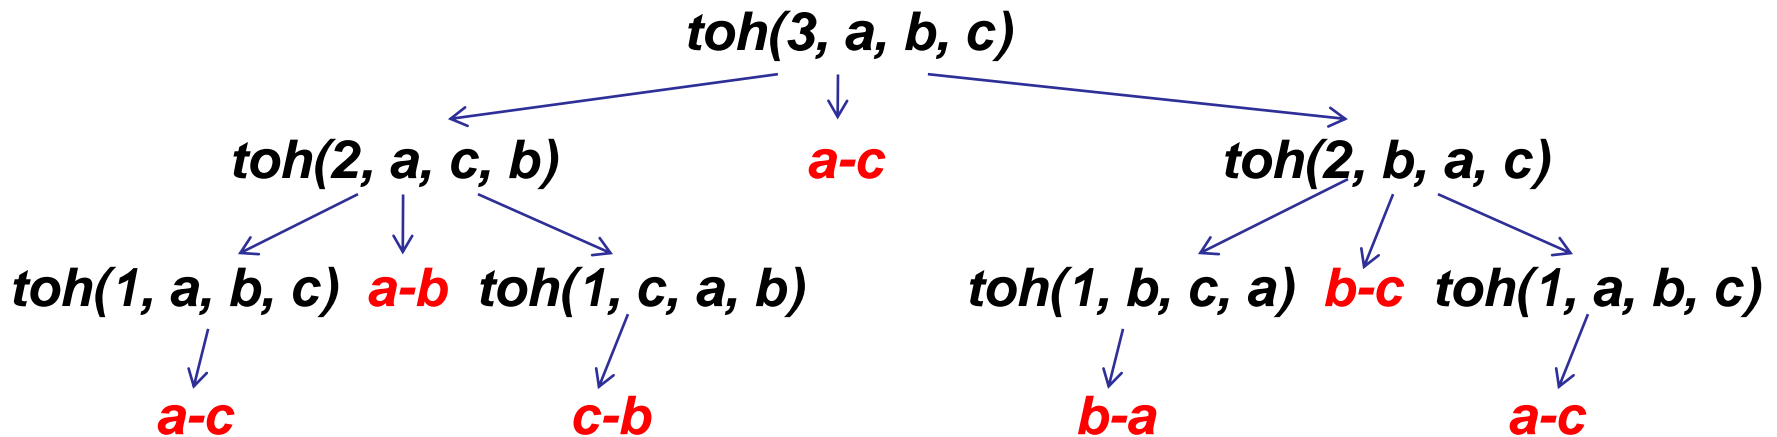 toh(3, a, b, c)
toh(2, a, c, b) a-c toh(2, b, a, c)
toh(1, a, b, c) a-b toh(1, c, a, b) toh(1, b, c, a) b-c toh(1, a, b, c)
a-c c-b b-a a-c